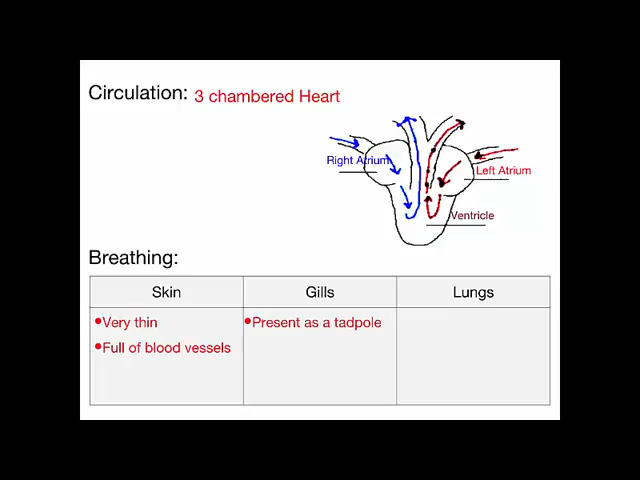 Circulation: 3 chambered Heart
Right Atrium
Left Atrium
Ventricle
Breathing:
Skin Gills Lungs
•Very thin •Present as a tadpole
•Full of blood vessels